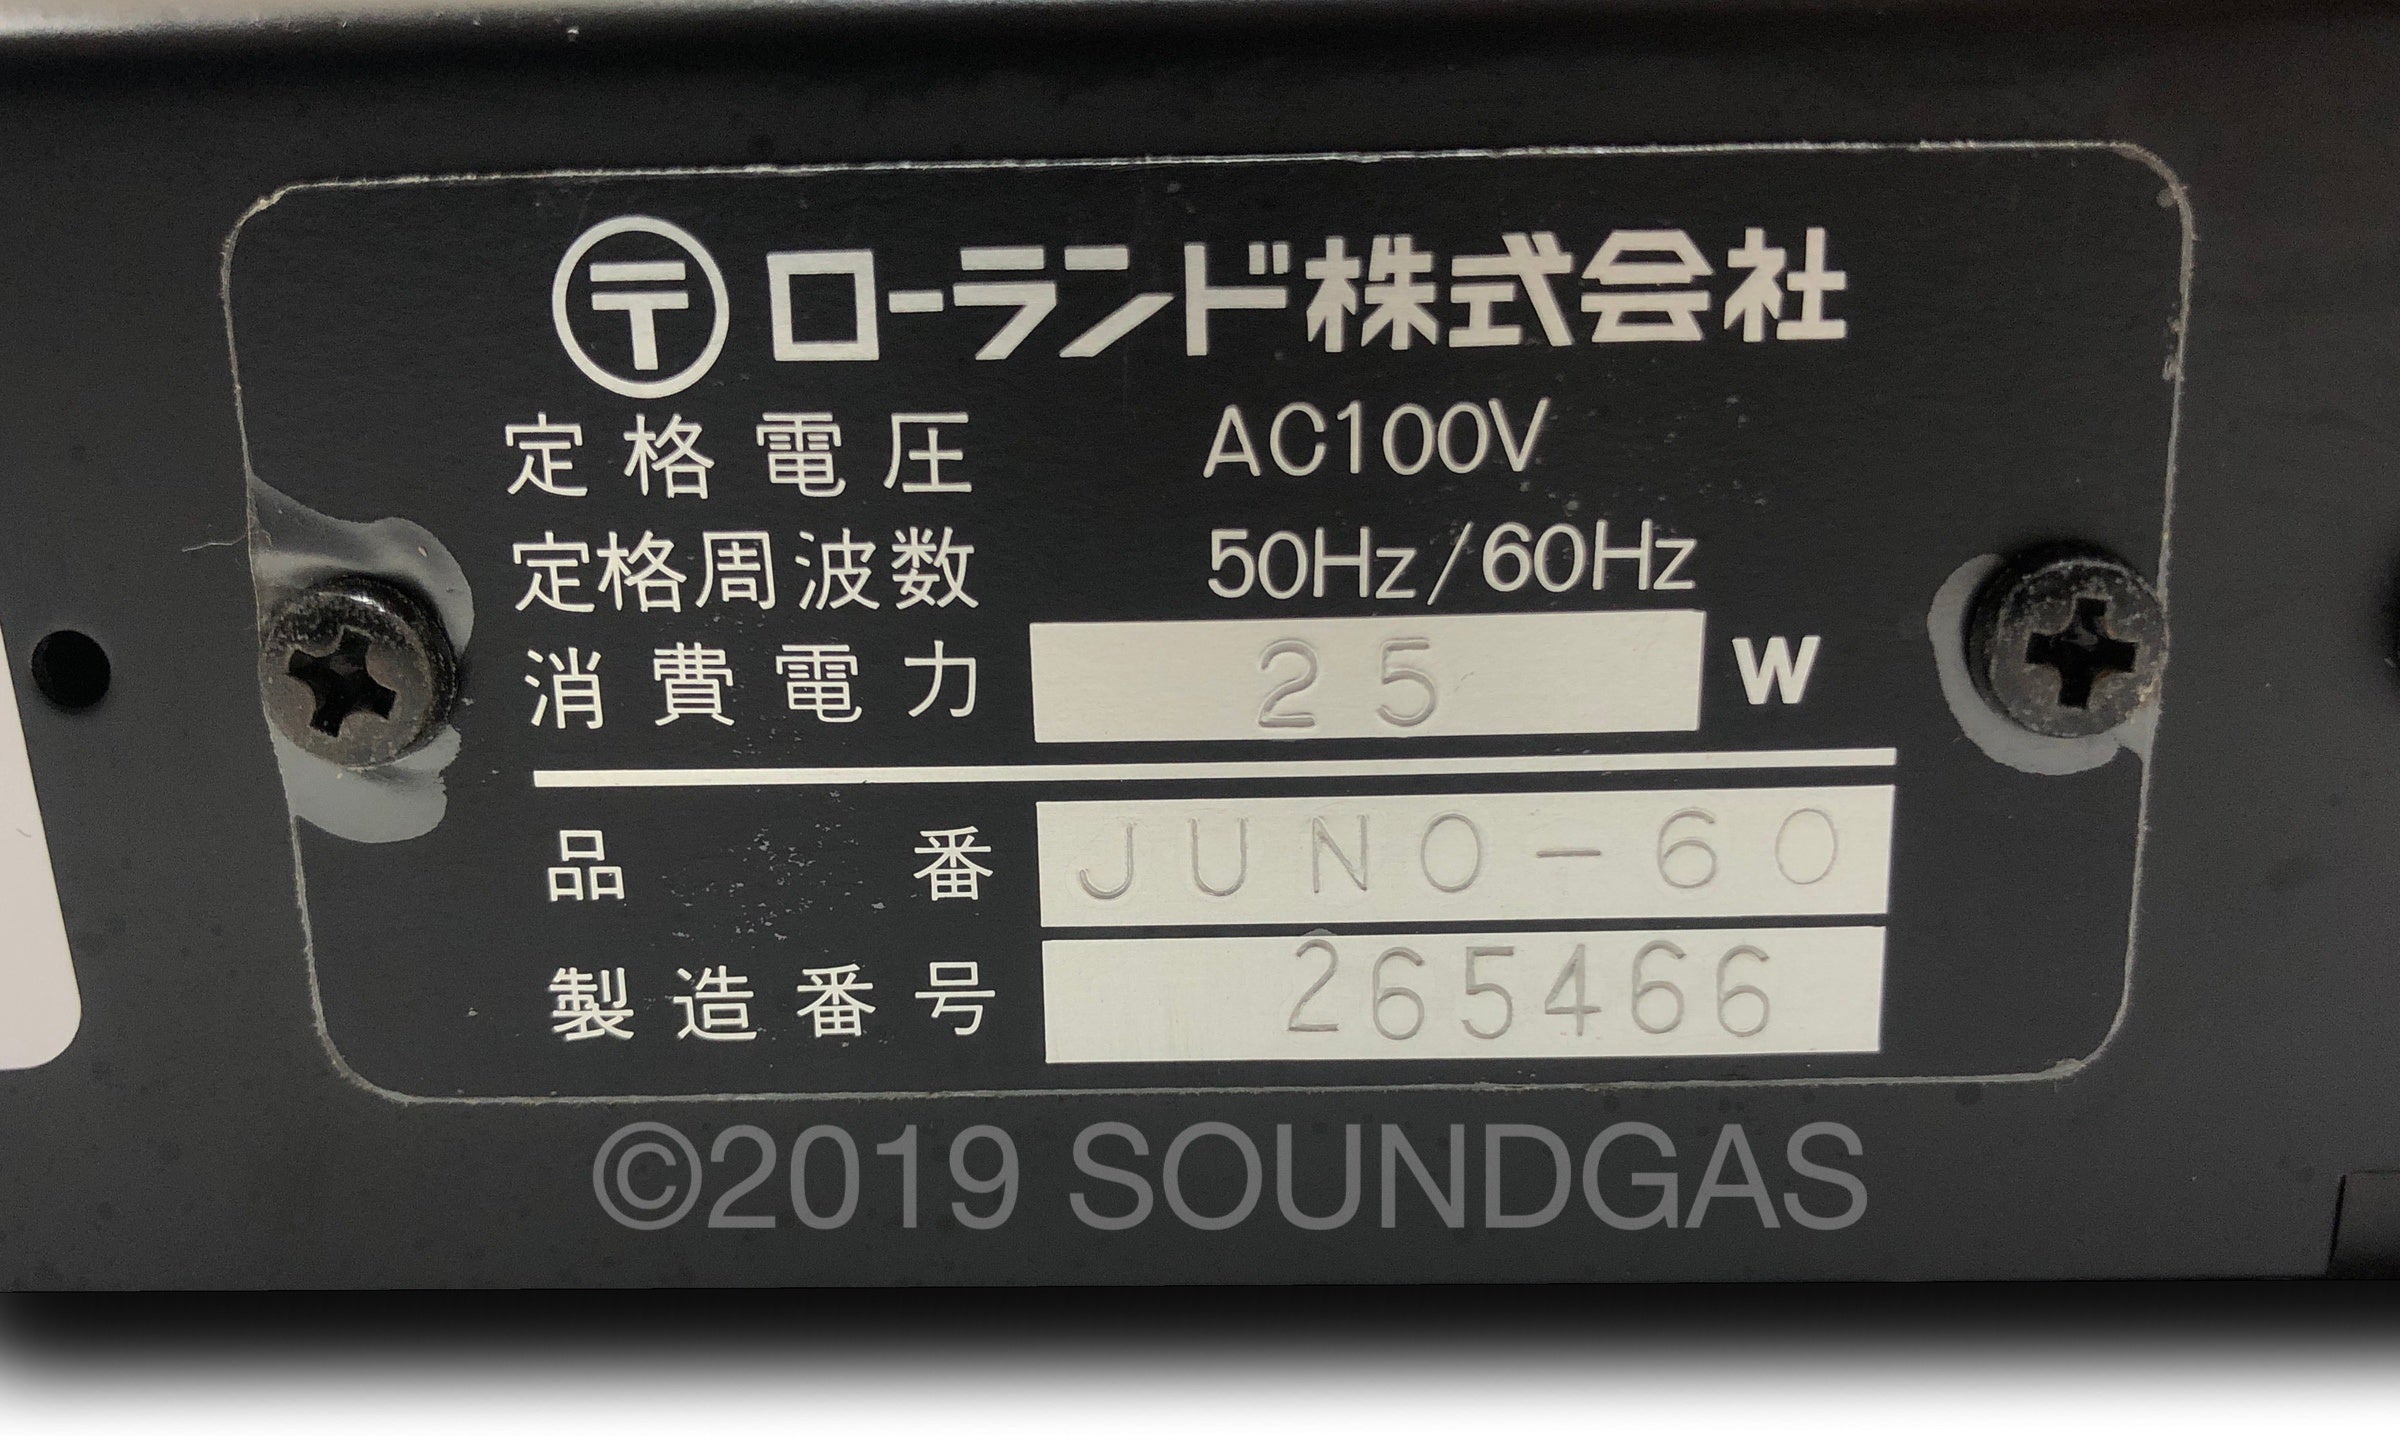 〶 ローランド株式会社
定格電圧 AC100V
定格周波数 50Hz/60Hz
消費電力 25 W
品番 JUNO-60
製造番号 265466
©2019 SOUNDGAS